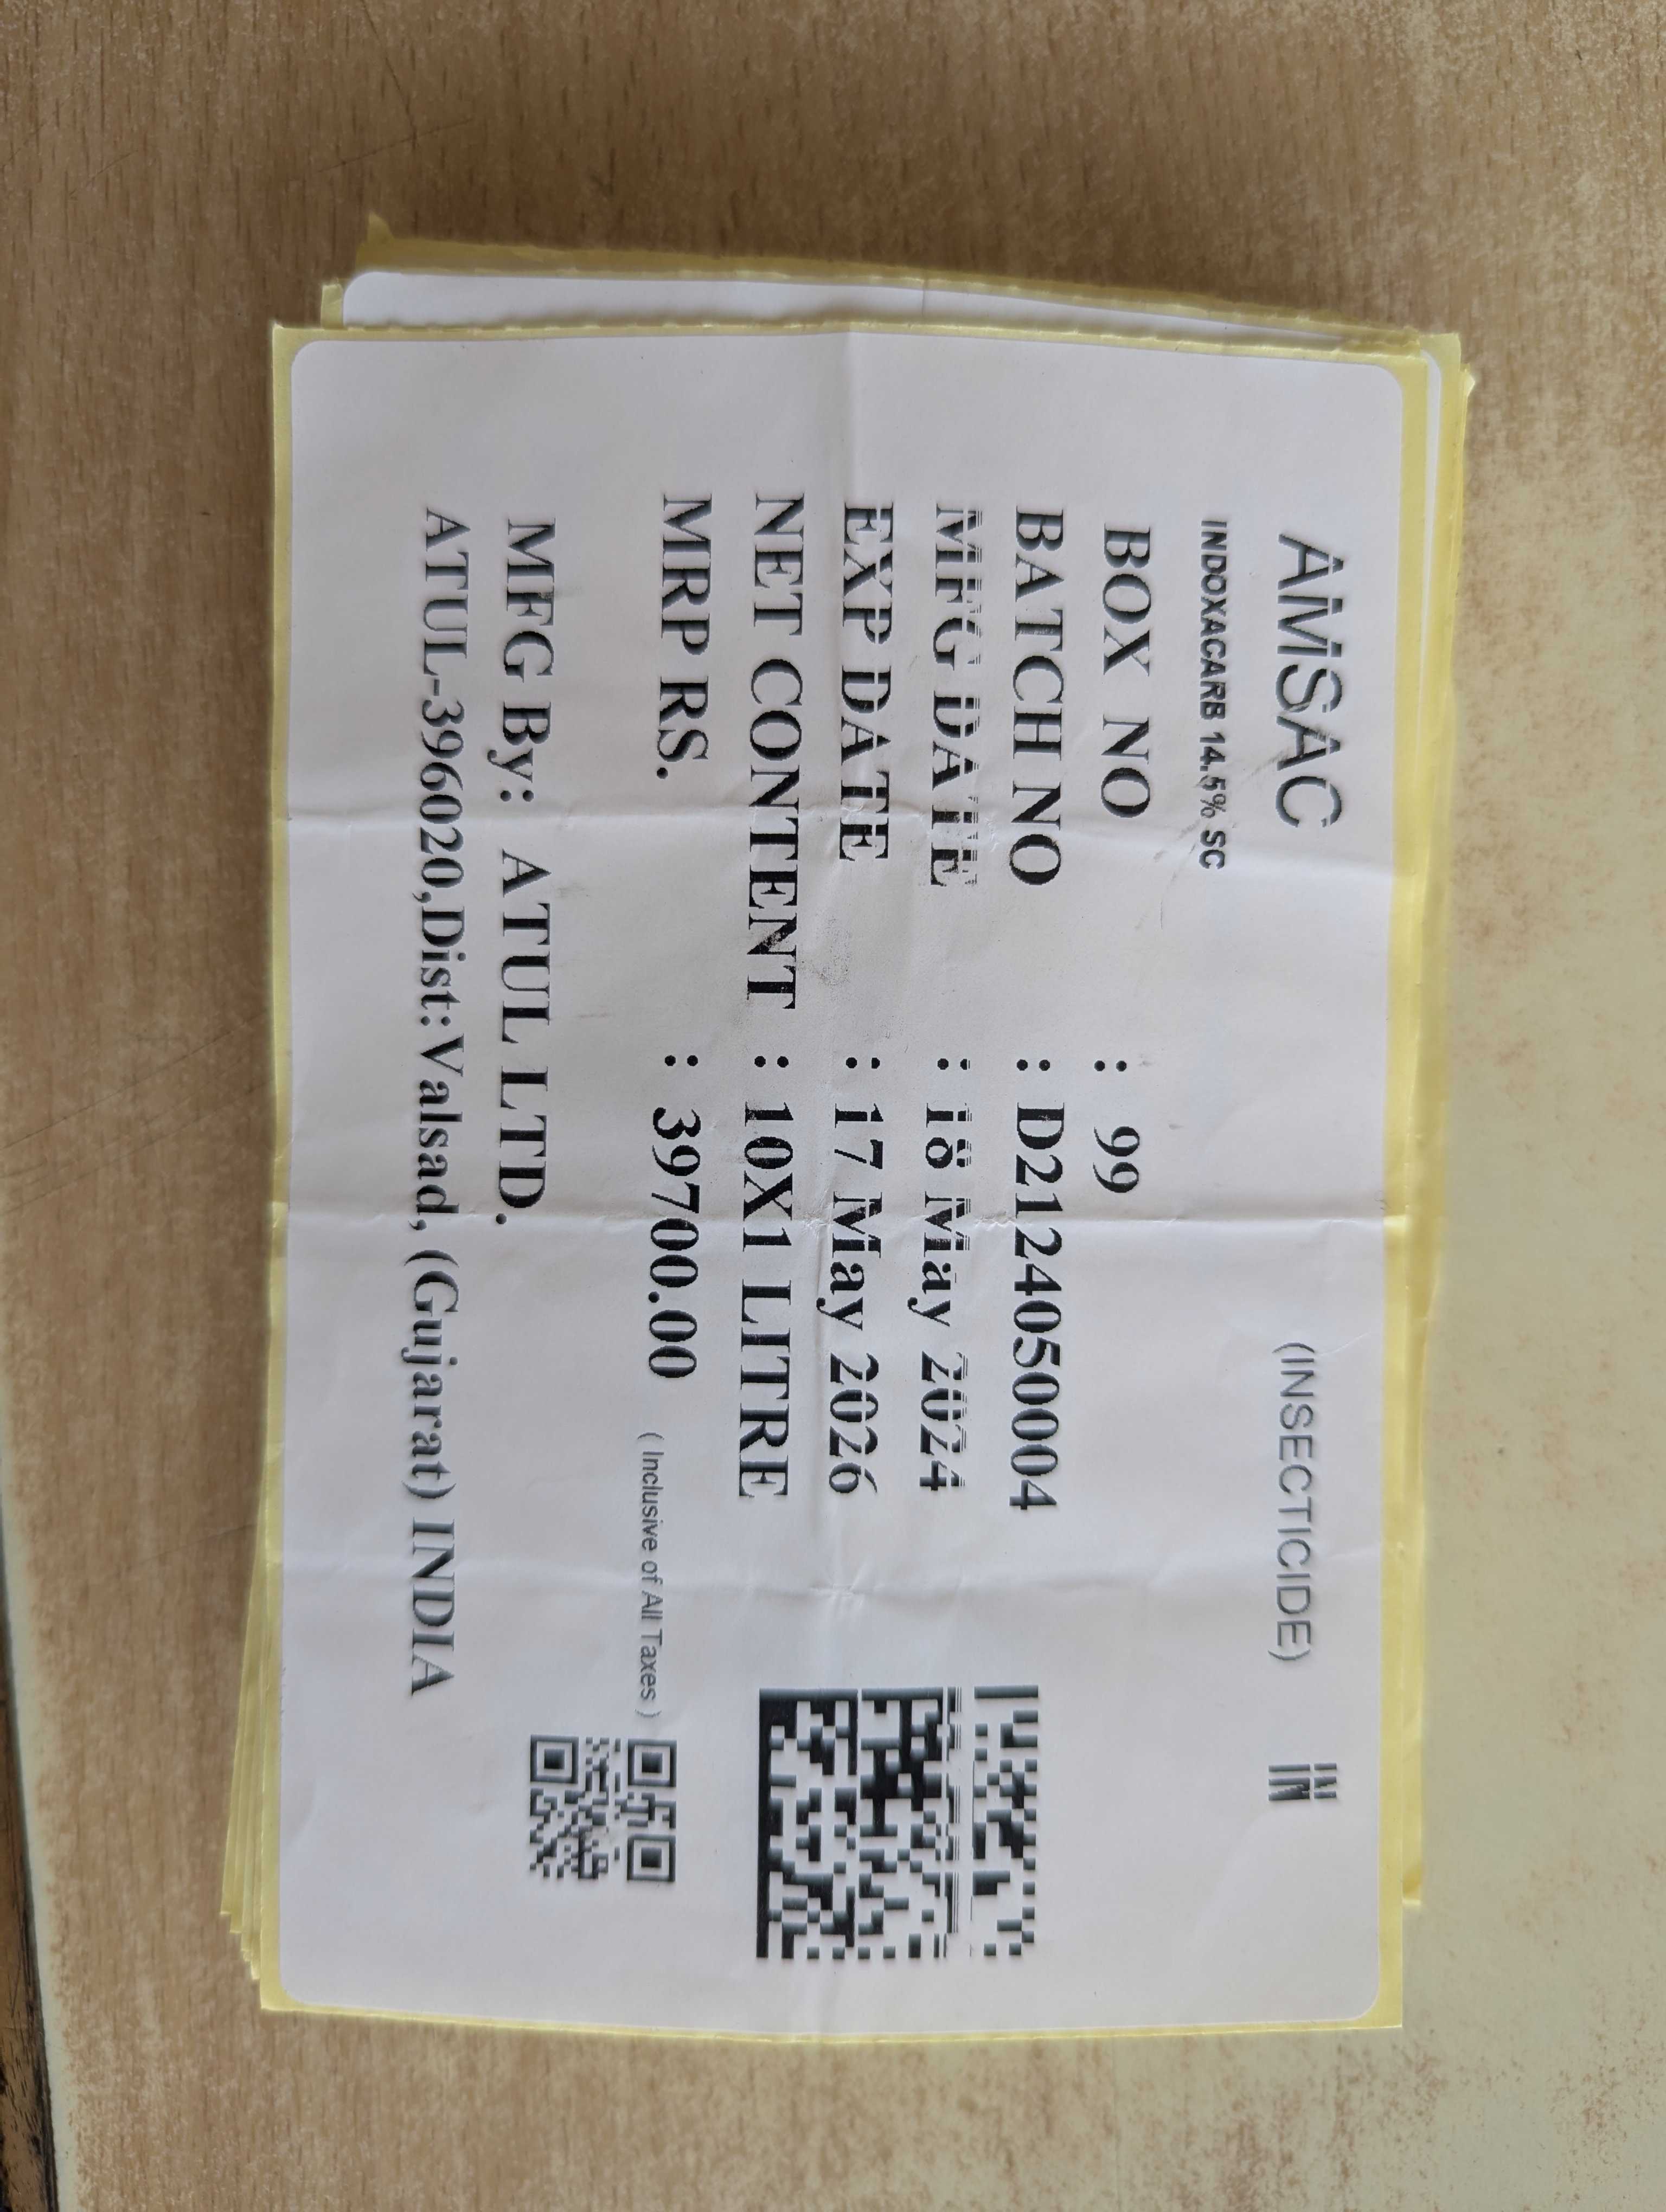 AMSAC (INSECTICIDE) IN
INDOXACARB 14.5% SC
BOX NO : 99
BATCH NO : D2124050004
MFG DATE : 18 May 2024
EXP DATE : 17 May 2026
NET CONTENT : 10X1 LITRE
MRP RS. : 39700.00 ( Inclusive of All Taxes )
MFG By: ATUL LTD.
ATUL-396020,Dist:Valsad, (Gujarat) INDIA